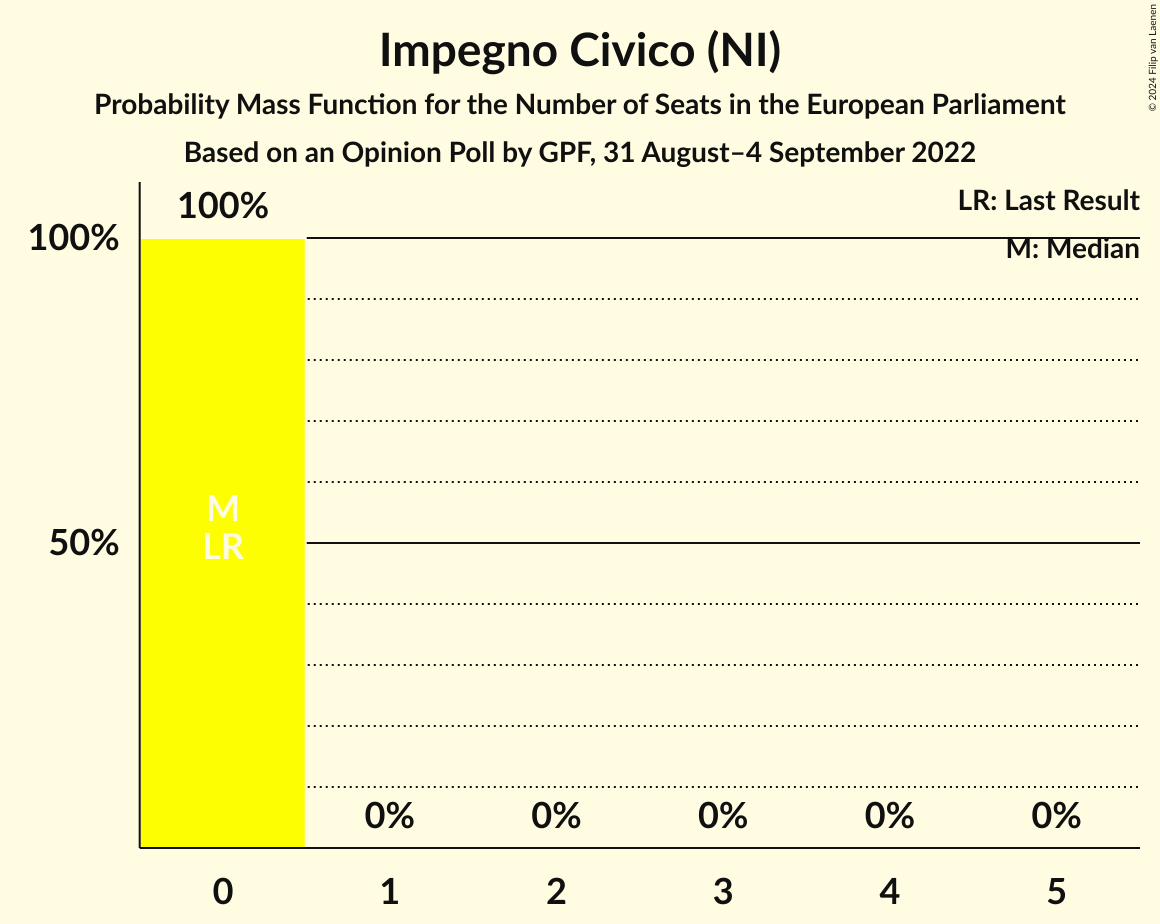 Impegno Civico (NI)
Probability Mass Function for the Number of Seats in the European Parliament
Based on an Opinion Poll by GPF, 31 August–4 September 2022
© 2024 Filip van Laenen
LR: Last Result
M: Median
100%
100%
50%
M
LR
0% 0% 0% 0% 0%
0 1 2 3 4 5